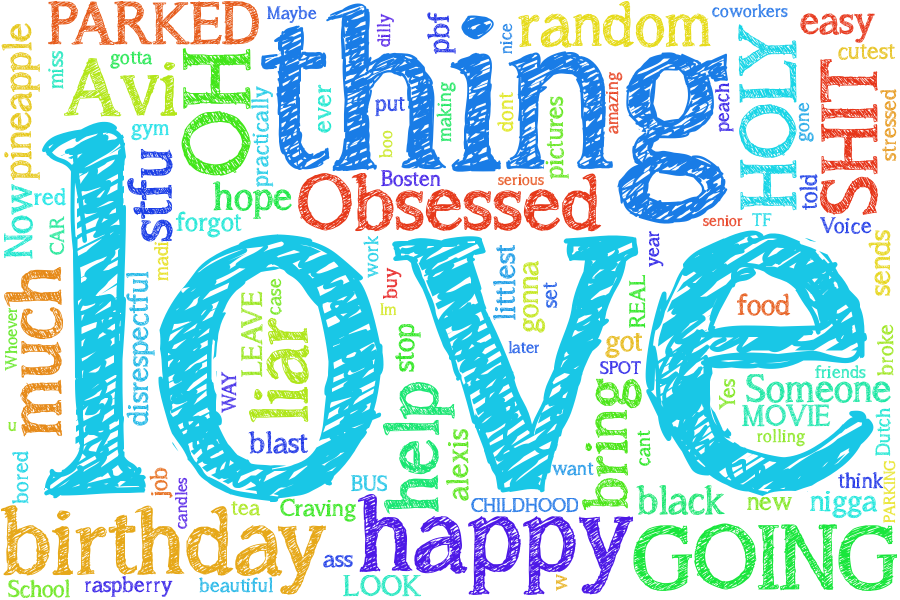 PARKED
Maybe
dilly
pbf
nice
random
coworkers
easy
pineapple
miss
gotta
Avi
OH
thing
HOLY
cutest
SHIT
stressed
practically
ever
put
boo
making
dont
pictures
amazing
peach
gone
told
gym
stfu
Now
red
CAR
hope
forgot
madi
Obsessed
Bosten
serious
senior
TF
Voice
sends
love
work
buy
Im
littlest
gonna
set
year
REAL
much
Whoever
disrespectful
LEAVE
case
liar
WAY
blast
stop
help
later
got
SPOT
bring
food
friends
broke
Yes
Someone
MOVIE
rolling
Dutch
cant
alexis
want
bored
job
candles
tea
Craving
BUS
CHILDHOOD
black
new
think
nigga
PARKING
birthday
happy
ass
GOING
School
raspberry
beautiful
LOOK
w